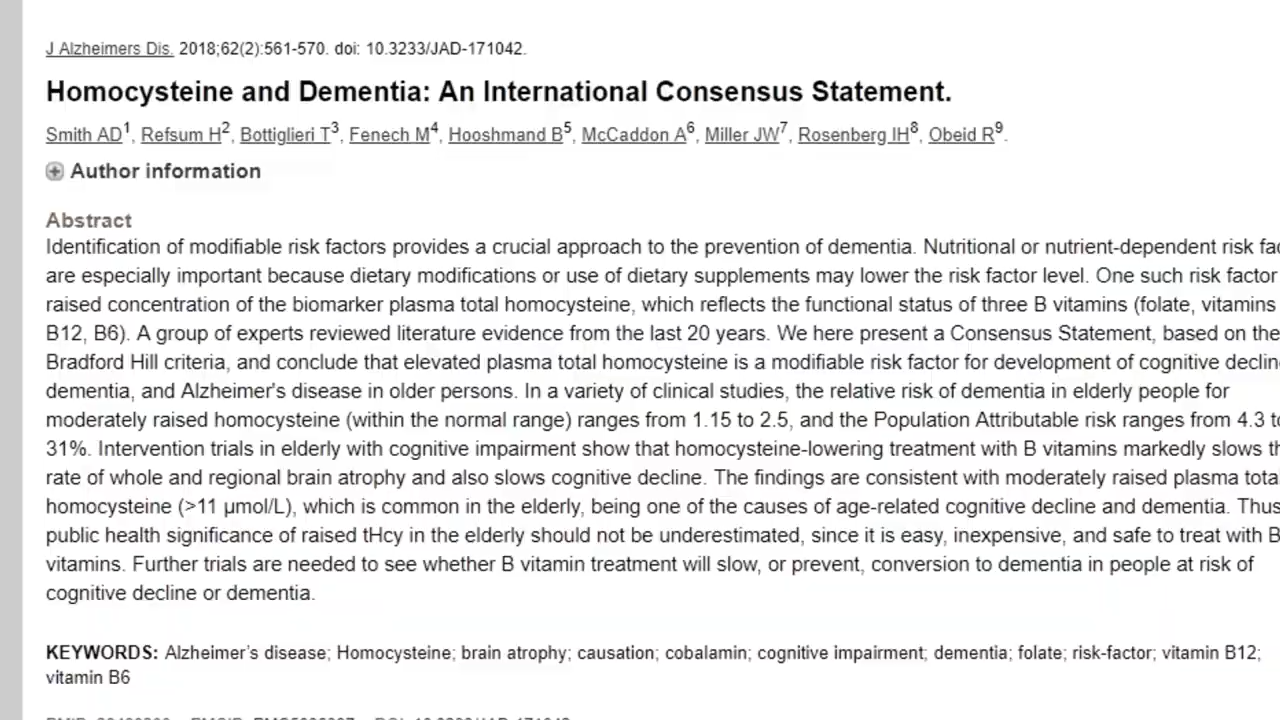 J Alzheimers Dis. 2018;62(2):561-570. doi: 10.3233/JAD-171042.
Homocysteine and Dementia: An International Consensus Statement.
Smith AD1, Refsum H2, Bottiglieri T3, Fenech M4, Hooshmand B5, McCaddon A6, Miller JW7, Rosenberg IH8, Obeid R9.
Author information
Abstract
Identification of modifiable risk factors provides a crucial approach to the prevention of dementia. Nutritional or nutrient-dependent risk
are especially important because dietary modifications or use of dietary supplements may lower the risk factor level. One such risk factor
raised concentration of the biomarker plasma total homocysteine, which reflects the functional status of three B vitamins (folate, vitamins
B12, B6). A group of experts reviewed literature evidence from the last 20 years. We here present a Consensus Statement, based on the
Bradford Hill criteria, and conclude that elevated plasma total homocysteine is a modifiable risk factor for development of cognitive
dementia, and Alzheimer's disease in older persons. In a variety of clinical studies, the relative risk of dementia in elderly people for
moderately raised homocysteine (within the normal range) ranges from 1.15 to 2.5, and the Population Attributable risk ranges from 4.3
31%. Intervention trials in elderly with cognitive impairment show that homocysteine-lowering treatment with B vitamins markedly slows
rate of whole and regional brain atrophy and also slows cognitive decline. The findings are consistent with moderately raised plasma
homocysteine (>11 µmol/L), which is common in the elderly, being one of the causes of age-related cognitive decline and dementia. Thus
public health significance of raised tHcy in the elderly should not be underestimated, since it is easy, inexpensive, and safe to treat with B
vitamins. Further trials are needed to see whether B vitamin treatment will slow, or prevent, conversion to dementia in people at risk of
cognitive decline or dementia.
KEYWORDS: Alzheimer's disease; Homocysteine; brain atrophy; causation; cobalamin; cognitive impairment; dementia; folate; risk-factor; vitamin B12;
vitamin B6